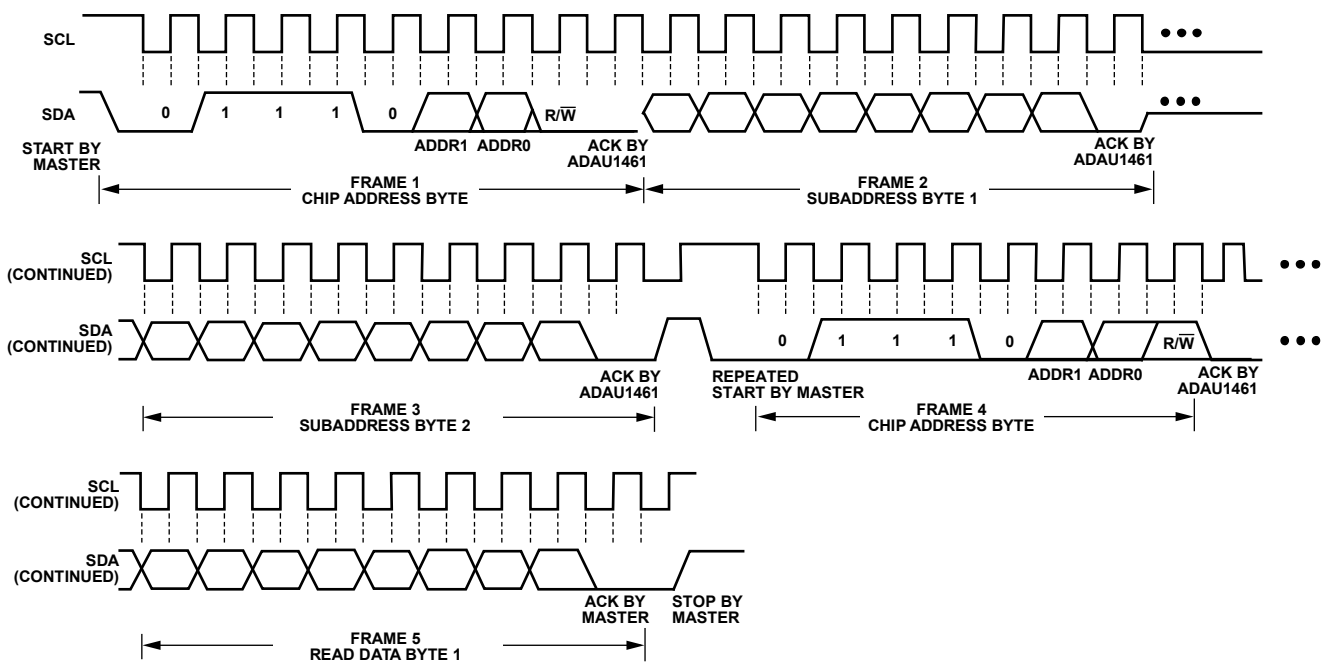 SCL
SDA
0 1 1 1 0 R/W̅
ADDR1 ADDR0
START BY
MASTER
ACK BY
ADAU1461
ACK BY
ADAU1461
FRAME 1
CHIP ADDRESS BYTE
FRAME 2
SUBADDRESS BYTE 1
SCL
(CONTINUED)
SDA
(CONTINUED)
0 1 1 1 0 R/W̅
ACK BY
ADAU1461
REPEATED
START BY MASTER
ADDR1 ADDR0
ACK BY
ADAU1461
FRAME 3
SUBADDRESS BYTE 2
FRAME 4
CHIP ADDRESS BYTE
SCL
(CONTINUED)
SDA
(CONTINUED)
ACK BY
MASTER
STOP BY
MASTER
FRAME 5
READ DATA BYTE 1